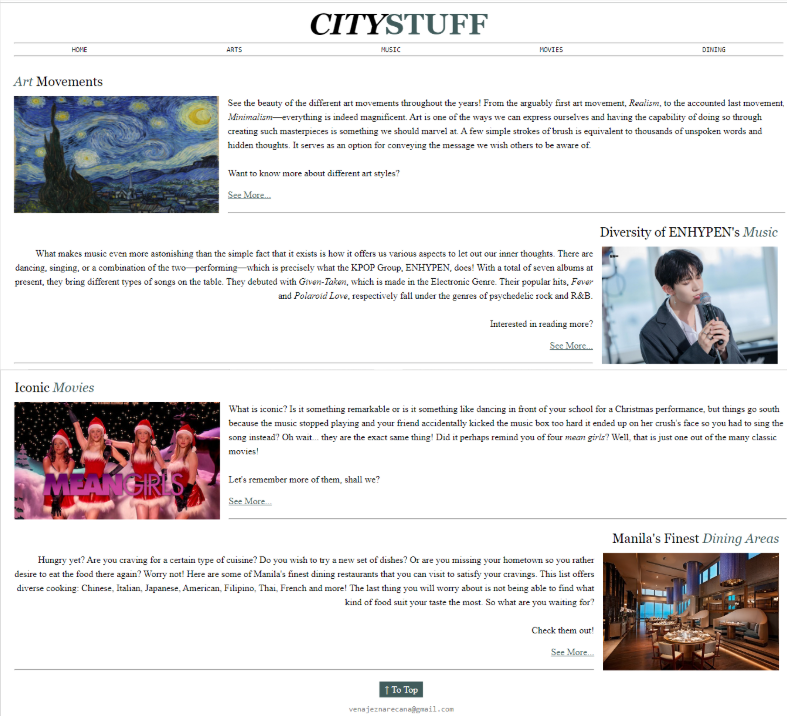 CITYSTUFF
HOME ARTS MUSIC MOVIES DINING
Art Movements
See the beauty of the different art movements throughout the years! From the arguably first art movement, Realism, to the accounted last movement,
Minimalism—everything is indeed magnificent. Art is one of the ways we can express ourselves and having the capability of doing so through
creating such masterpieces is something we should marvel at. A few simple strokes of brush is equivalent to thousands of unspoken words and
hidden thoughts. It serves as an option for conveying the message we wish others to be aware of.
Want to know more about different art styles?
See More...
Diversity of ENHYPEN's Music
What makes music even more astonishing than the simple fact that it exists is how it offers us various aspects to let out our inner thoughts. There are
dancing, singing, or a combination of the two—performing—which is precisely what the KPOP Group, ENHYPEN, does! With a total of seven albums at
present, they bring different types of songs on the table. They debuted with Given-Taken, which is made in the Electronic Genre. Their popular hits, Fever
and Polaroid Love, respectively fall under the genres of psychedelic rock and R&B.
Interested in reading more?
See More...
Iconic Movies
What is iconic? Is it something remarkable or is it something like dancing in front of your school for a Christmas performance, but things go south
because the music stopped playing and your friend accidentally kicked the music box too hard it ended up on her crush's face so you had to sing the
song instead? Oh wait... they are the exact same thing! Did it perhaps remind you of four mean girls? Well, that is just one out of the many classic
movies!
MEAN GIRLS
Let's remember more of them, shall we?
See More...
Manila's Finest Dining Areas
Hungry yet? Are you craving for a certain type of cuisine? Do you wish to try a new set of dishes? Or are you missing your hometown so you rather
desire to eat the food there again? Worry not! Here are some of Manila's finest dining restaurants that you can visit to satisfy your cravings. This list offers
diverse cooking: Chinese, Italian, Japanese, American, Filipino, Thai, French and more! The last thing you will worry about is not being able to find what
kind of food suit your taste the most. So what are you waiting for?
Check them out!
See More...
↑ To Top
venajeznarecana@gmail.com